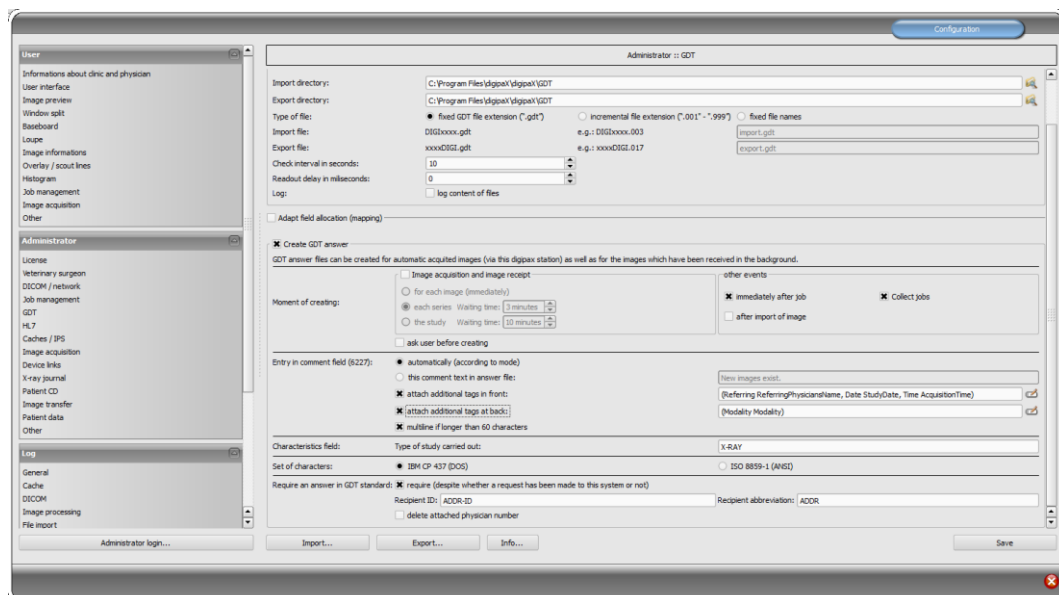 Configuration
User
Informations about clinic and physician
User interface
Image preview
Window split
Baseboard
Loupe
Image informations
Overlay / scout lines
Histogram
Job management
Image acquisition
Other
Administrator
License
Veterinary surgeon
DICOM / network
Job management
GDT
HL7
Caches / IPS
Image acquisition
Device links
X-ray journal
Patient CD
Image transfer
Patient data
Other
Log
General
Cache
DICOM
Image processing
File import
Administrator login...
Administrator :: GDT
Import directory: C:\Program Files\digipaX\digipaX\GDT
Export directory: C:\Program Files\digipaX\digipaX\GDT
Type of file: fixed GDT file extension (".gdt") incremental file extension (".001" - ".999") fixed file names
Import file: DIGIxxxx.gdt e.g.: DIGIxxxx.003 import.gdt
Export file: xxxxDIGI.gdt e.g.: xxxxDIGI.017 export.gdt
Check interval in seconds: 10
Readout delay in miliseconds: 0
Log: log content of files
Adapt field allocation (mapping)
Create GDT answer
GDT answer files can be created for automatic acquited images (via this digipax station) as well as for the images which have been received in the background.
Moment of creating:
Image acquisition and image receipt
for each image (immediately)
each series Waiting time: 3 minutes
the study Waiting time: 10 minutes
other events
immediately after job Collect jobs
after import of image
ask user before creating
Entry in comment field (6227): automatically (according to mode)
this comment text in answer file: New images exist.
attach additional tags in front: (Referring ReferringPhysiciansName, Date StudyDate, Time AcquisitionTime)
attach additional tags at back: (Modality Modality)
multiline if longer than 60 characters
Characteristics field: Type of study carried out: X-RAY
Set of characters: IBM CP 437 (DOS) ISO 8859-1 (ANSI)
Require an answer in GDT standard: require (despite whether a request has been made to this system or not)
Recipient ID: ADDR-ID Recipient abbreviation: ADDR
delete attached physician number
Import... Export... Info... Save